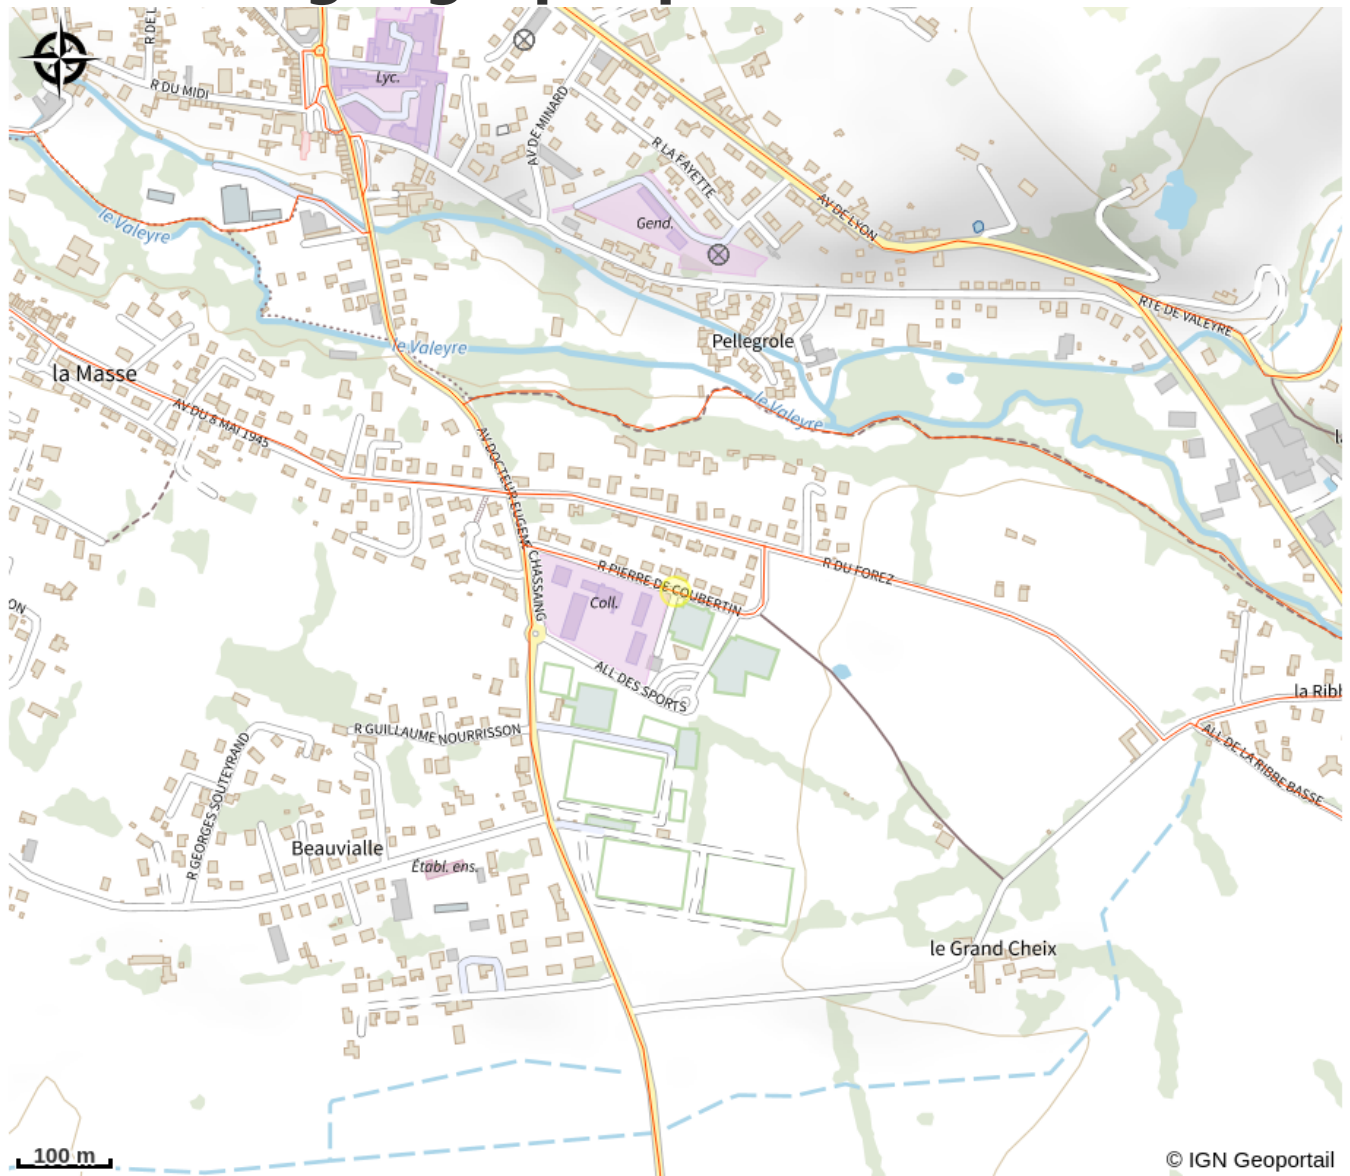 R DU MIDI
Lyc.
AV DE MINARD
R LA FAYETTE
Gend.
AV DE LYON
le Valeyre
RTE DE VALEYRE
Pellegrole
le Valeyre
la Masse
le Valeyre
AV DU 8 MAI 1945
AV DOCTEUR EUGENE CHASSAING
R DU FOREZ
R PIERRE DE COUBERTIN
Coll.
ALL DES SPORTS
la Ribb
R GUILLAUME NOURRISSON
ALL DE LA RIBBE BASSE
R GEORGES SOUTEYRAND
Beauvialle
Établ. ens.
le Grand Cheix
100 m
© IGN Geoportail